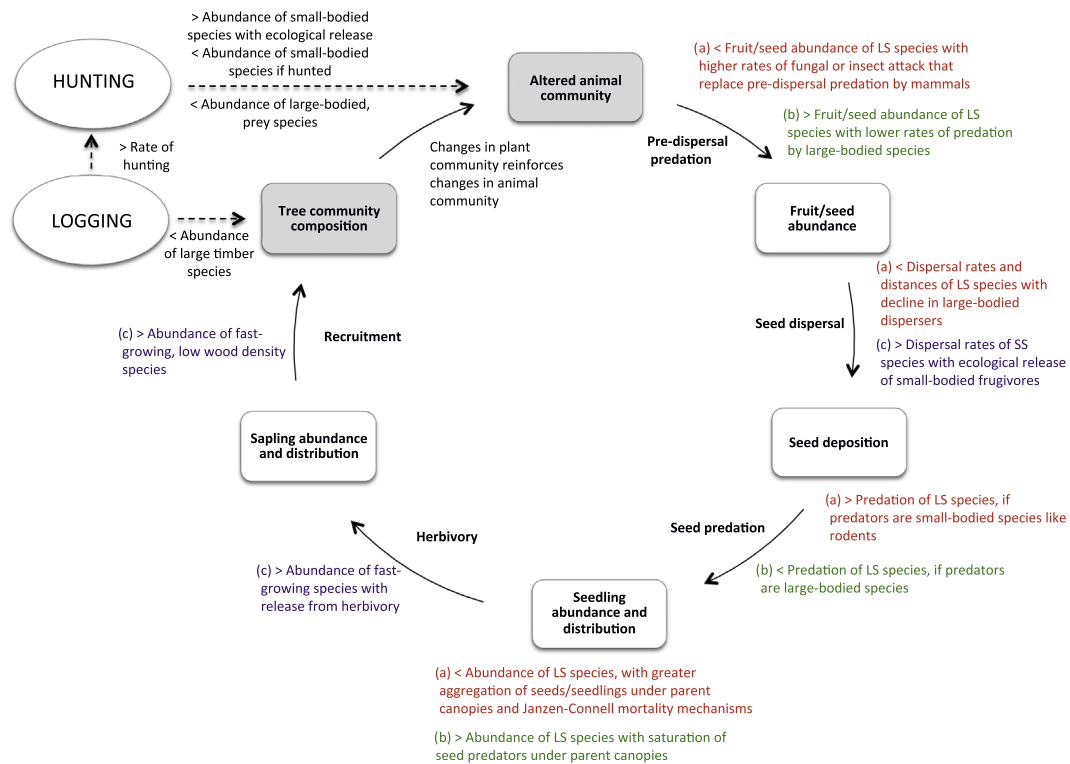 > Abundance of small-bodied
species with ecological release
< Abundance of small-bodied
species if hunted
HUNTING
< Abundance of large-bodied,
prey species
Altered animal
community
(a) < Fruit/seed abundance of LS species with
higher rates of fungal or insect attack that
replace pre-dispersal predation by mammals
(b) > Fruit/seed abundance of LS
species with lower rates of predation
by large-bodied species
Pre-dispersal
predation
> Rate of
hunting
Changes in plant
community reinforces
changes in animal
community
LOGGING
< Abundance
of large timber
species
Tree community
composition
Fruit/seed
abundance
(a) < Dispersal rates and
distances of LS species with
decline in large-bodied
dispersers
Seed dispersal
(c) > Dispersal rates of SS
species with ecological release
of small-bodied frugivores
(c) > Abundance of fast-
growing, low wood density
species
Recruitment
Sapling abundance
and distribution
Seed deposition
(a) > Predation of LS species, if
predators are small-bodied species like
rodents
Seed predation
(b) < Predation of LS species, if predators
are large-bodied species
Herbivory
(c) > Abundance of fast-
growing species with
release from herbivory
Seedling
abundance and
distribution
(a) < Abundance of LS species, with greater
aggregation of seeds/seedlings under parent
canopies and Janzen-Connell mortality mechanisms
(b) > Abundance of LS species with saturation of
seed predators under parent canopies